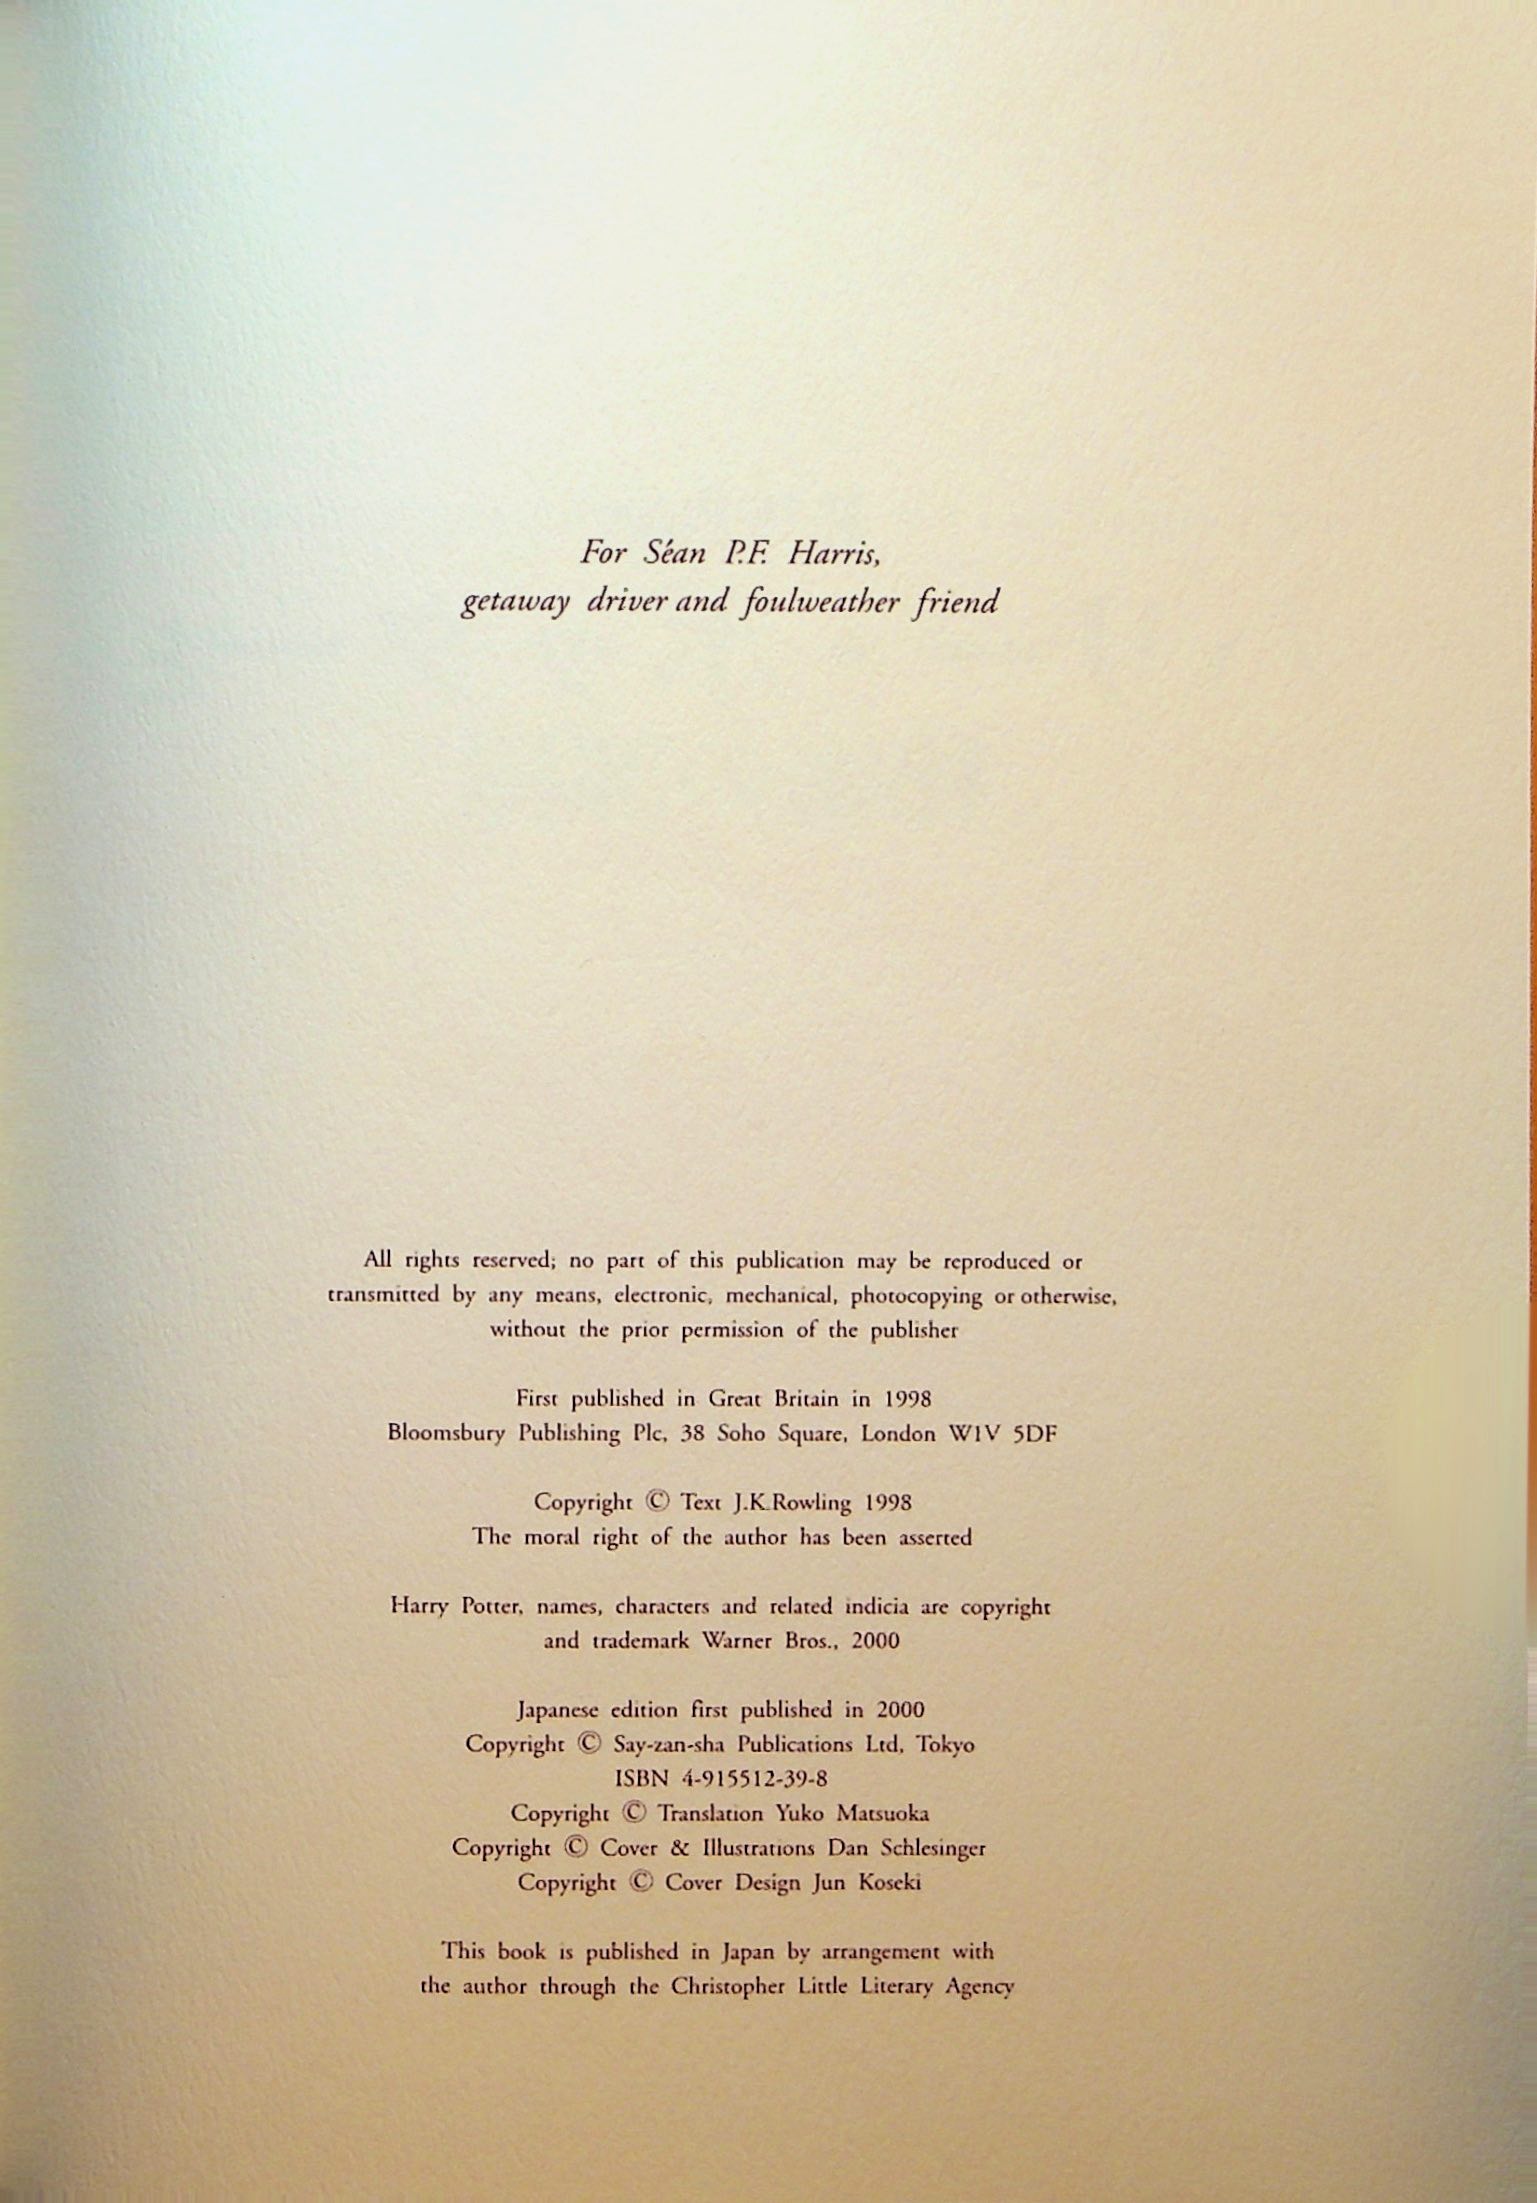 For Séan P.F. Harris,
getaway driver and foulweather friend
All rights reserved; no part of this publication may be reproduced or
transmitted by any means, electronic, mechanical, photocopying or otherwise,
without the prior permission of the publisher
First published in Great Britain in 1998
Bloomsbury Publishing Plc, 38 Soho Square, London W1V 5DF
Copyright © Text J.K.Rowling 1998
The moral right of the author has been asserted
Harry Potter, names, characters and related indicia are copyright
and trademark Warner Bros., 2000
Japanese edition first published in 2000
Copyright © Say-zan-sha Publications Ltd, Tokyo
ISBN 4-915512-39-8
Copyright © Translation Yuko Matsuoka
Copyright © Cover & Illustrations Dan Schlesinger
Copyright © Cover Design Jun Koseki
This book is published in Japan by arrangement with
the author through the Christopher Little Literary Agency